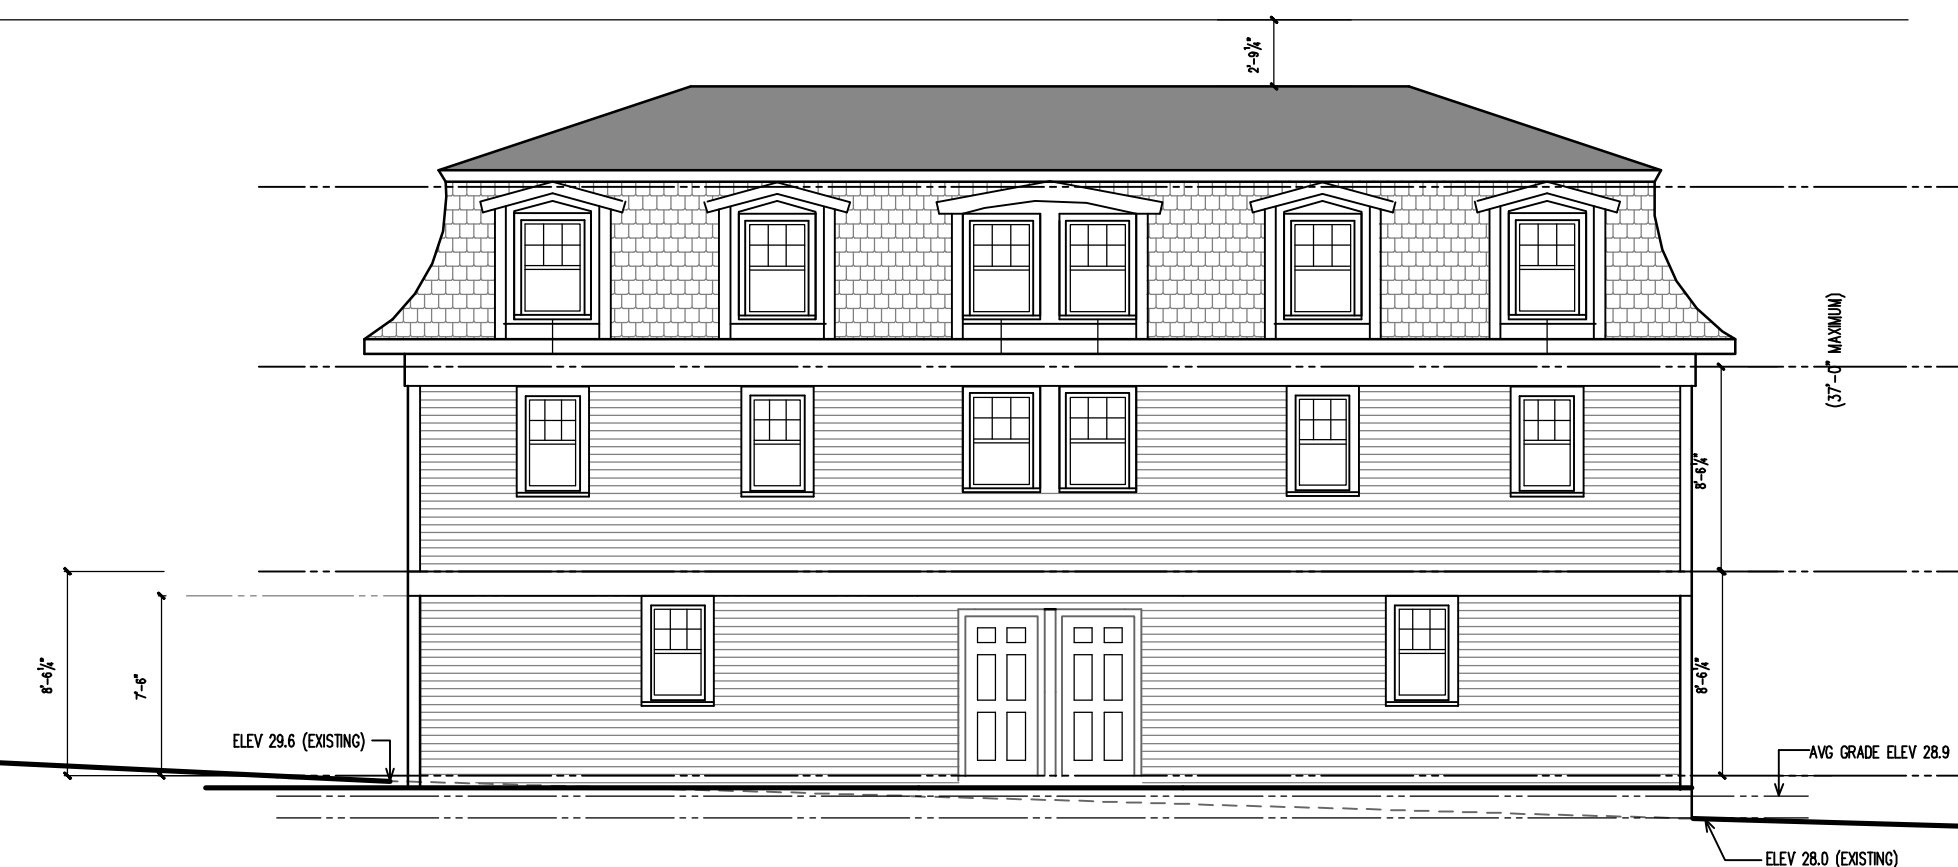 2'-9¼"
(37'-0" MAXIMUM)
8'-6¼"
8'-6¼"
7'-6"
8'-6¼"
ELEV 29.6 (EXISTING)
AVG GRADE ELEV 28.9
ELEV 28.0 (EXISTING)